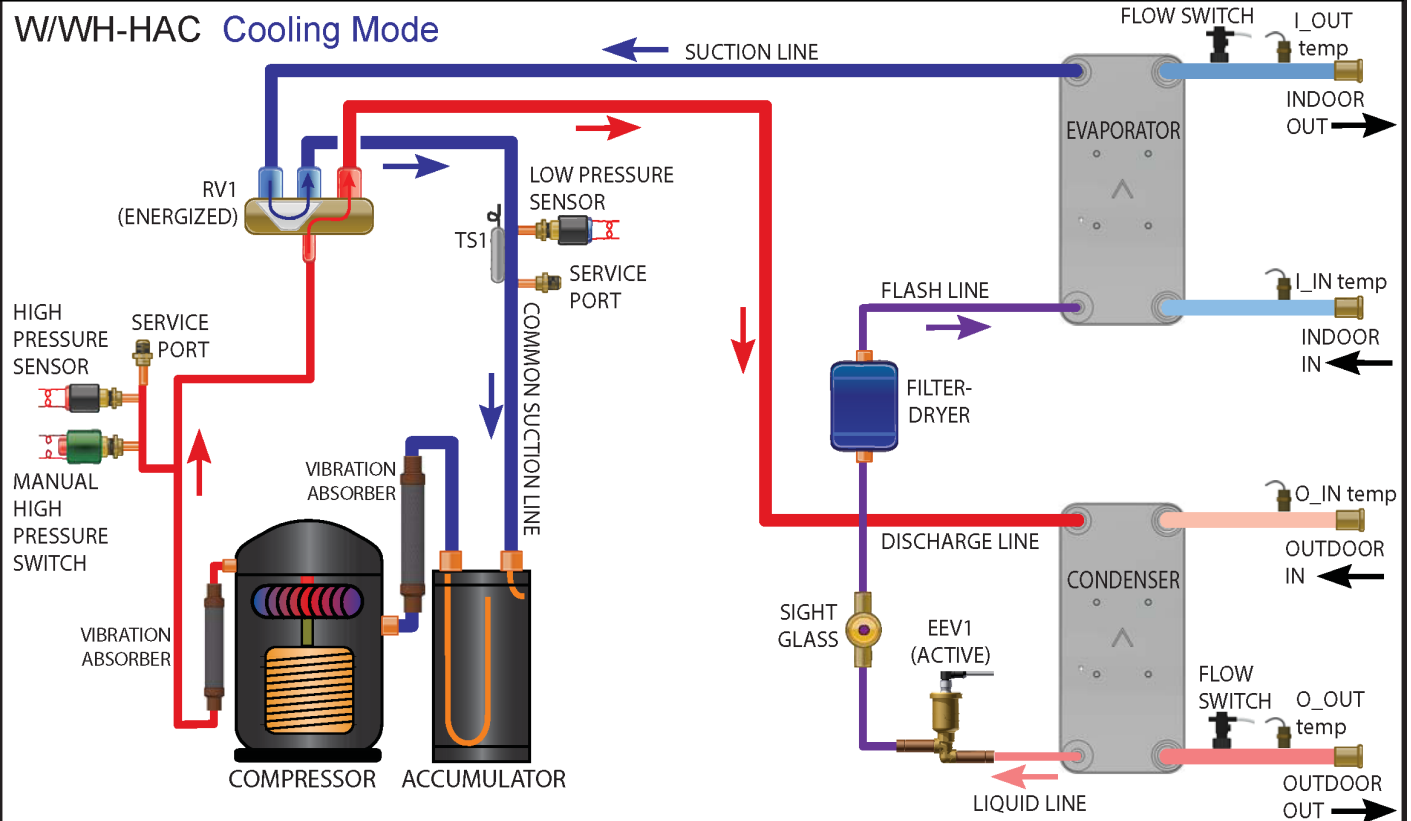 W/WH-HAC Cooling Mode
SUCTION LINE
FLOW SWITCH
I_OUT
temp
INDOOR
OUT
EVAPORATOR
RV1
(ENERGIZED)
LOW PRESSURE
SENSOR
TS1
SERVICE
PORT
FLASH LINE
I_IN temp
INDOOR
IN
HIGH
PRESSURE
SENSOR
SERVICE
PORT
COMMON SUCTION LINE
FILTER-
DRYER
MANUAL
HIGH
PRESSURE
SWITCH
VIBRATION
ABSORBER
DISCHARGE LINE
O_IN temp
OUTDOOR
IN
CONDENSER
VIBRATION
ABSORBER
SIGHT
GLASS
EEV1
(ACTIVE)
FLOW
SWITCH
O_OUT
temp
COMPRESSOR
ACCUMULATOR
LIQUID LINE
OUTDOOR
OUT